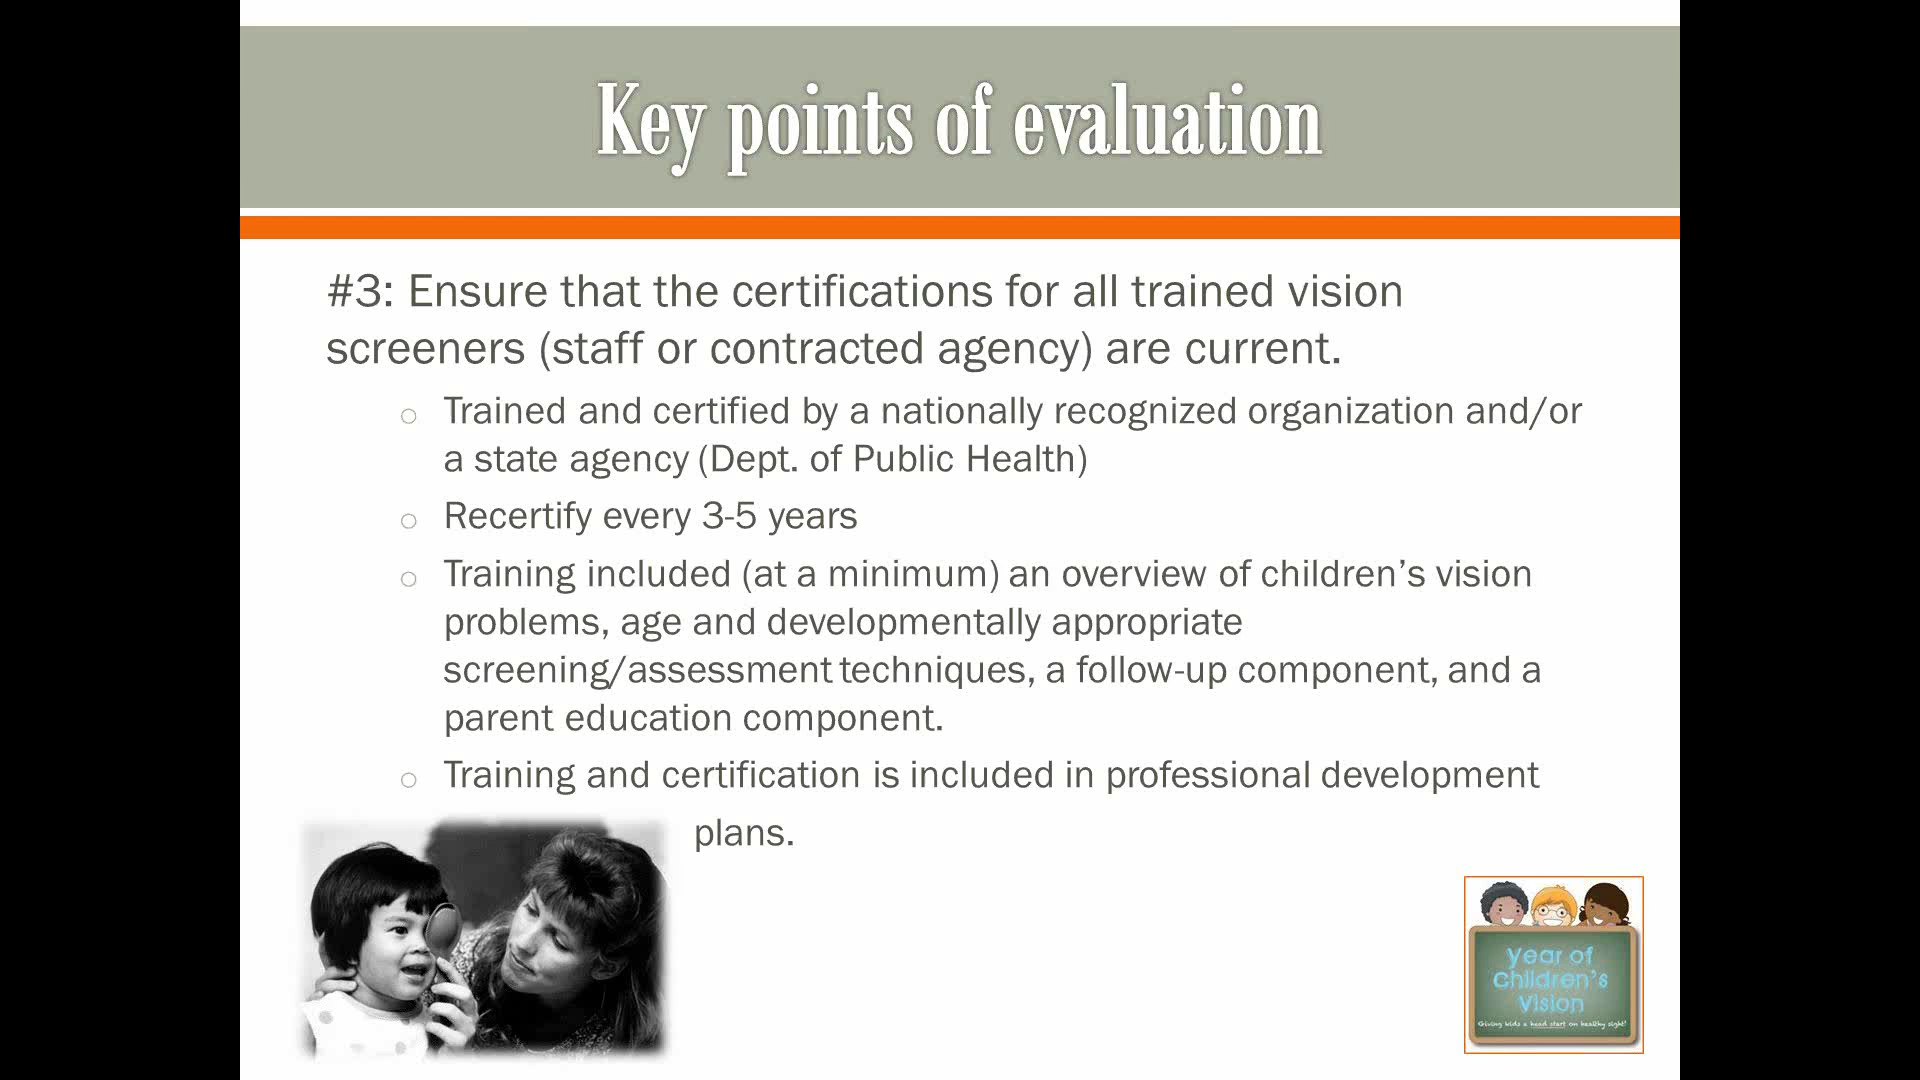 Key points of evaluation
#3: Ensure that the certifications for all trained vision
screeners (staff or contracted agency) are current.
o Trained and certified by a nationally recognized organization and/or
a state agency (Dept. of Public Health)
o Recertify every 3-5 years
o Training included (at a minimum) an overview of children’s vision
problems, age and developmentally appropriate
screening/assessment techniques, a follow-up component, and a
parent education component.
o Training and certification is included in professional development
plans.
Year of
Children's
Vision
Giving kids a head start on healthy sight!